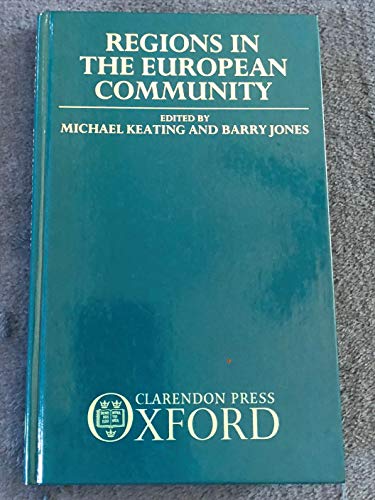 REGIONS IN
THE EUROPEAN
COMMUNITY
EDITED BY
MICHAEL KEATING AND BARRY JONES
CLARENDON PRESS
OXFORD